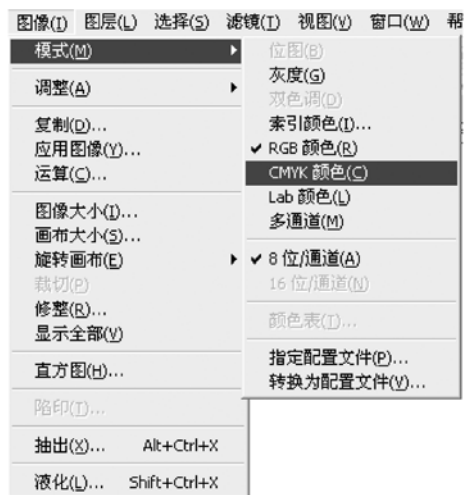 图像(I) 图层(L) 选择(S) 滤镜(T) 视图(V) 窗口(W) 帮
模式(M)
调整(A)
复制(D)...
应用图像(Y)...
运算(C)...
图像大小(I)...
画布大小(S)...
旋转画布(E)
裁切(P)
修整(R)...
显示全部(V)
直方图(H)...
陷印(T)...
抽出(X)... Alt+Ctrl+X
液化(L)... Shift+Ctrl+X
位图(B)
灰度(G)
双色调(D)
索引颜色(I)...
✓ RGB 颜色(R)
CMYK 颜色(C)
Lab 颜色(L)
多通道(M)
✓ 8 位/通道(A)
16 位/通道(N)
颜色表(T)...
指定配置文件(P)...
转换为配置文件(V)...